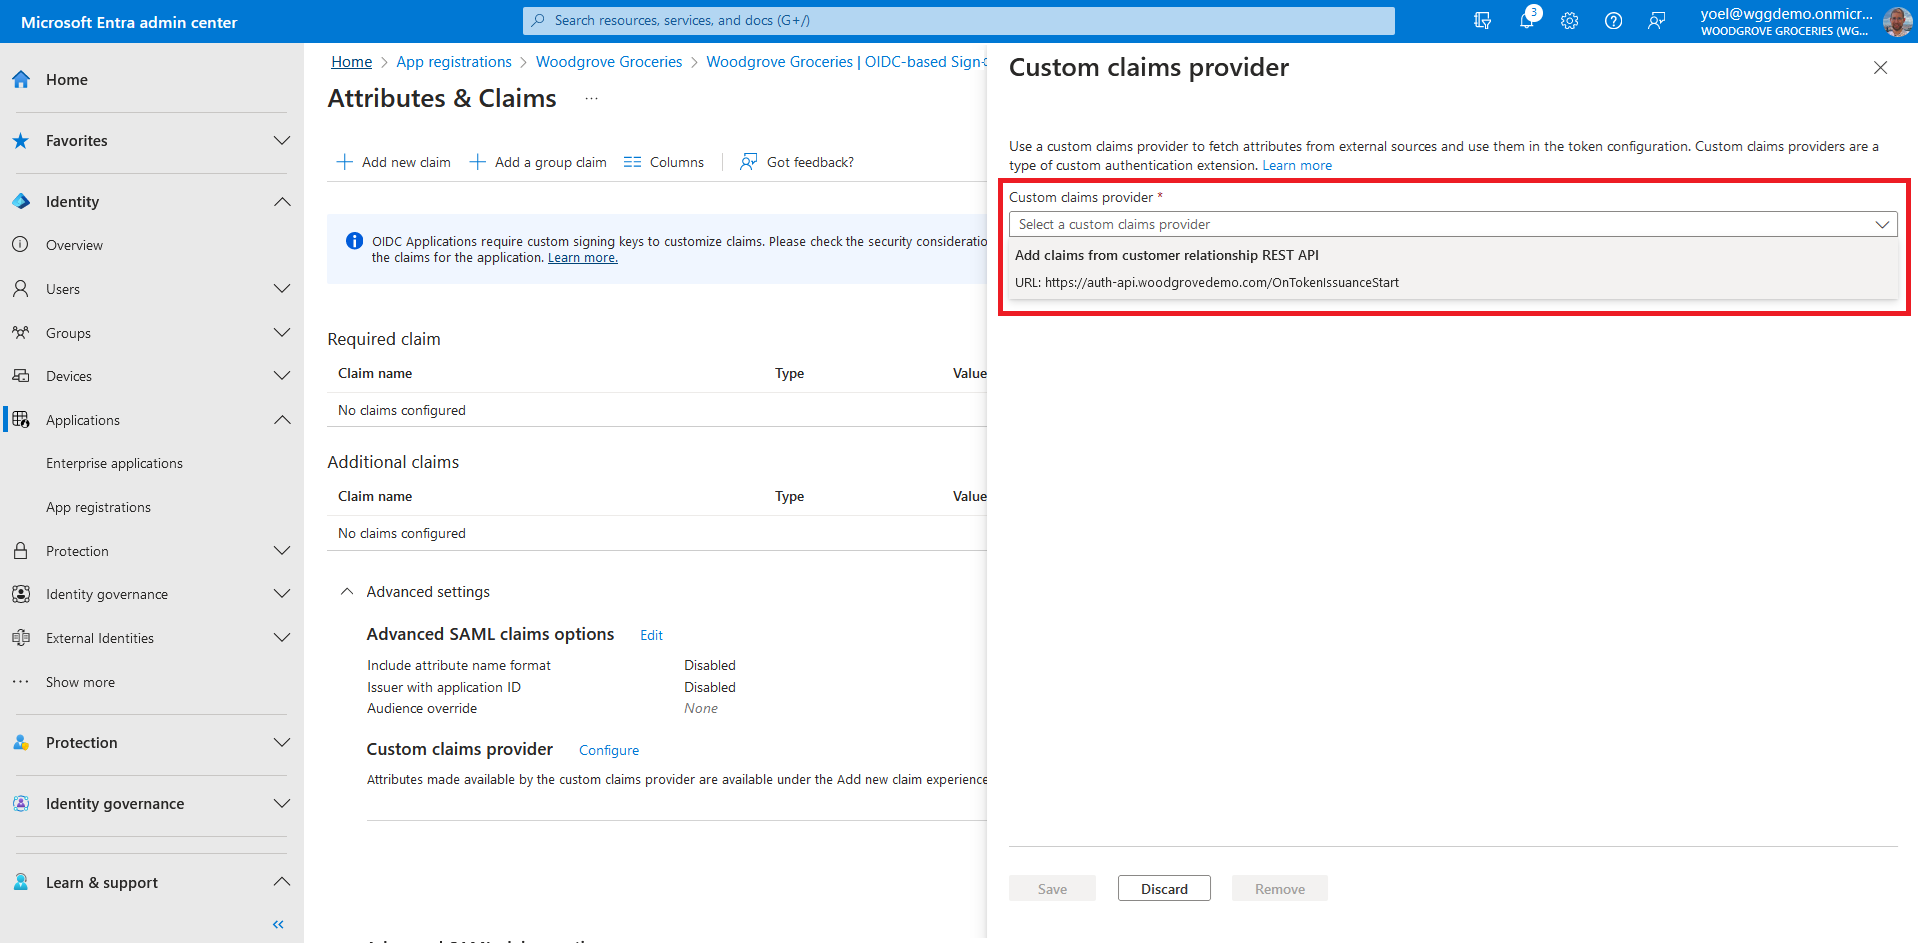 Microsoft Entra admin center
Search resources, services, and docs (G+/)
3
yoel@wggdemo.onmicr...
WOODGROVE GROCERIES (WG...
Home
Favorites
Identity
Overview
Users
Groups
Devices
Applications
Enterprise applications
App registrations
Protection
Identity governance
External Identities
Show more
Protection
Identity governance
Learn & support
Home > App registrations > Woodgrove Groceries > Woodgrove Groceries | OIDC-based Sign-
Attributes & Claims ...
Add new claim Add a group claim Columns Got feedback?
OIDC Applications require custom signing keys to customize claims. Please check the security consideratio
the claims for the application. Learn more.
Required claim
Claim name Type Value
No claims configured
Additional claims
Claim name Type Value
No claims configured
Advanced settings
Advanced SAML claims options Edit
Include attribute name format Disabled
Issuer with application ID Disabled
Audience override None
Custom claims provider Configure
Attributes made available by the custom claims provider are available under the Add new claim experience
Custom claims provider
Use a custom claims provider to fetch attributes from external sources and use them in the token configuration. Custom claims providers are a
type of custom authentication extension. Learn more
Custom claims provider *
Select a custom claims provider
Add claims from customer relationship REST API
URL: https://auth-api.woodgrovedemo.com/OnTokenIssuanceStart
Save Discard Remove